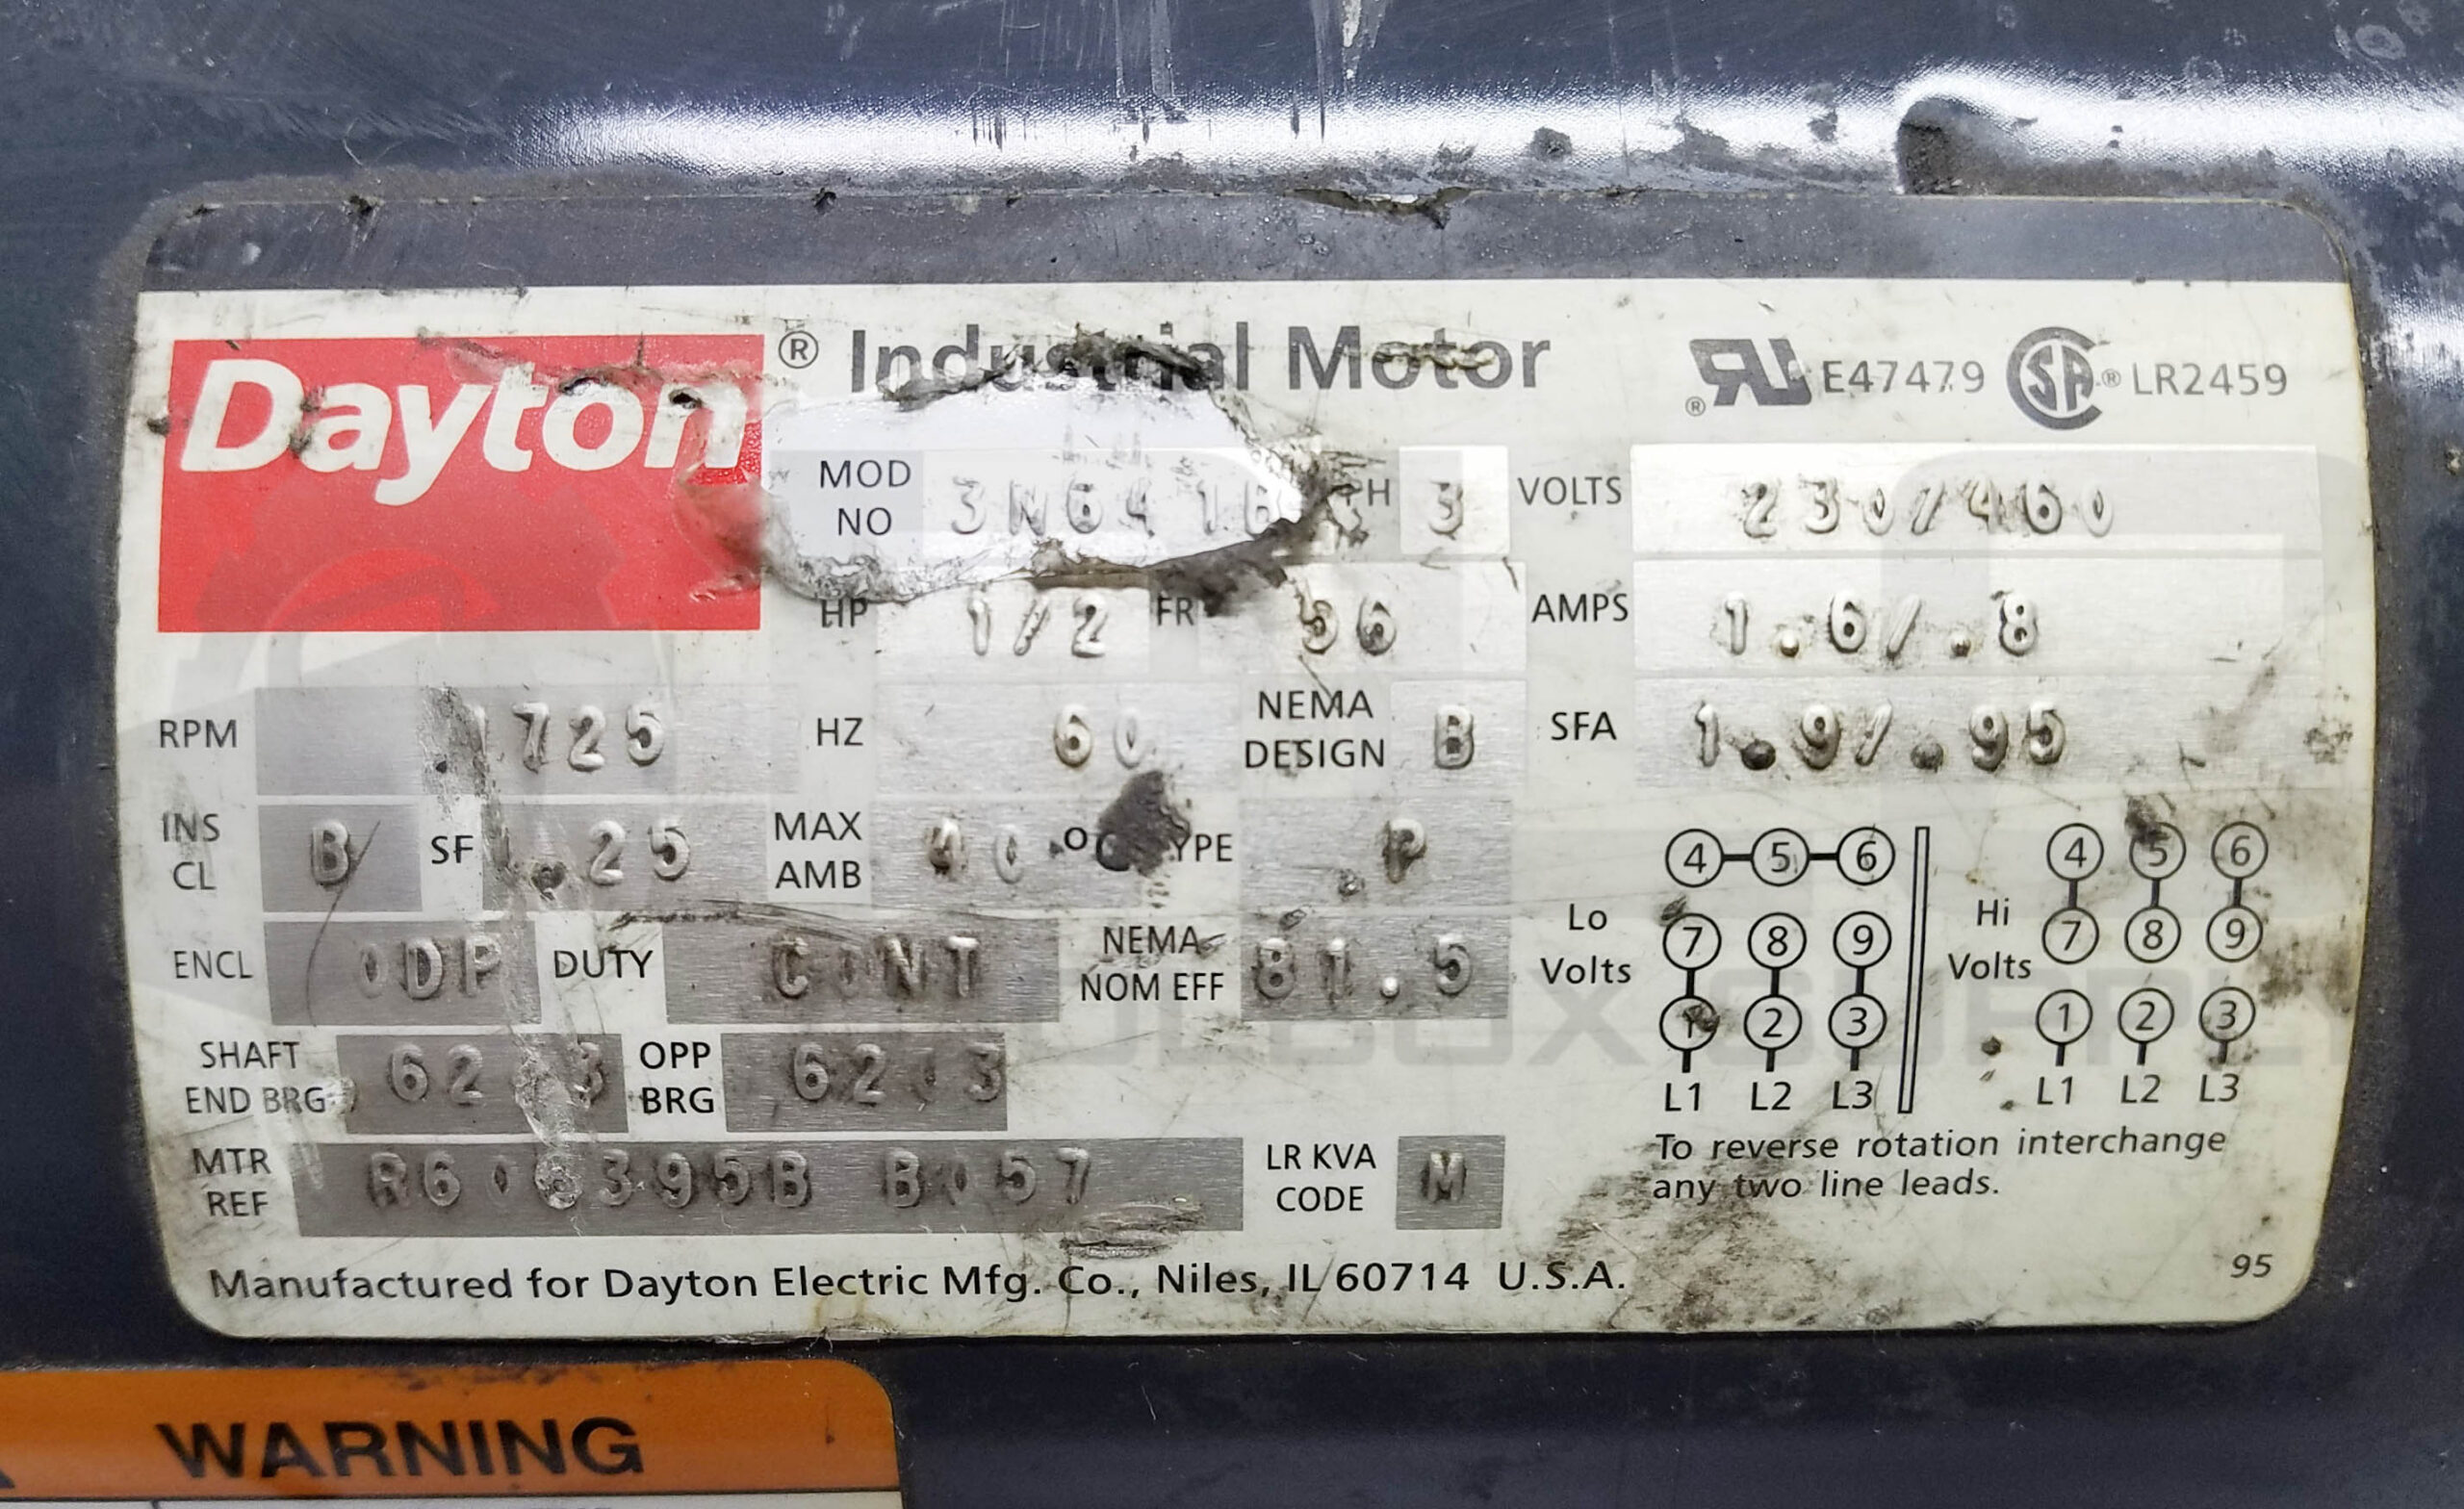 Dayton® Industrial Motor
® E47479 ® LR2459
MOD NO 3N641B PH 3 VOLTS 230/460
HP 1/2 FR 56 AMPS 1.6/.8
RPM 1725 HZ 60 NEMA DESIGN B SFA 1.9/.95
INS CL B SF 1.25 MAX AMB 40 °C TYPE P
ENCL ODP DUTY CONT NEMA NOM EFF 81.5
SHAFT END BRG 6203 OPP BRG 6203
MTR REF R606395B B057 LR KVA CODE M
Lo Volts
4 5 6
7 8 9
1 2 3
L1 L2 L3
Hi Volts
4 5 6
7 8 9
1 2 3
L1 L2 L3
To reverse rotation interchange
any two line leads.
Manufactured for Dayton Electric Mfg. Co., Niles, IL 60714 U.S.A.
95
WARNING